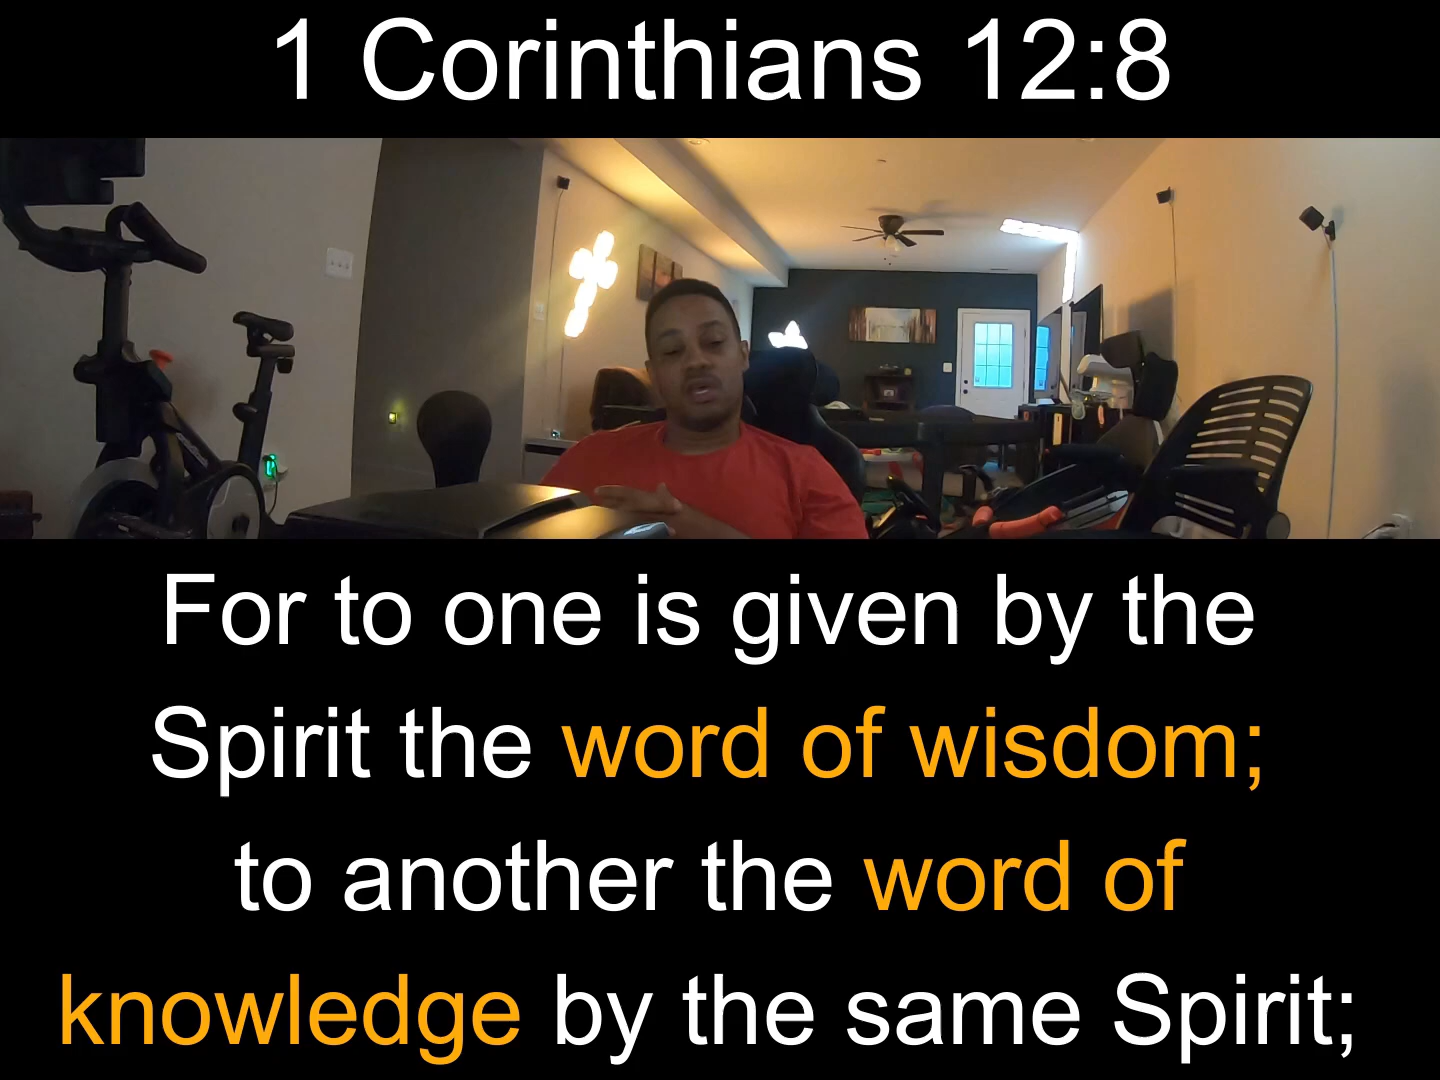 1 Corinthians 12:8
For to one is given by the
Spirit the word of wisdom;
to another the word of
knowledge by the same Spirit;